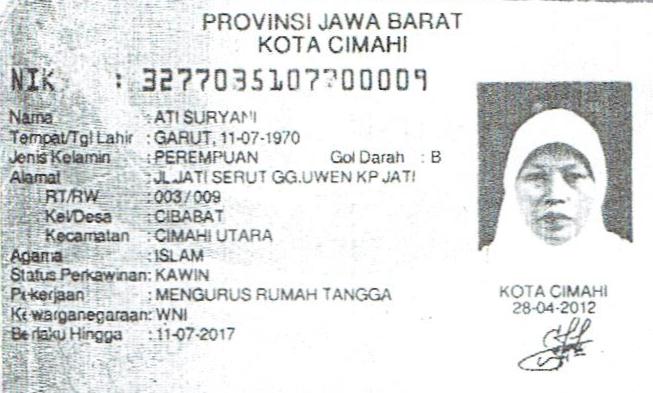 PROVINSI JAWA BARAT
KOTA CIMAHI
NIK : 3277035107700009
Nama : ATI SURYANI
Tempat/Tgl Lahir : GARUT, 11-07-1970
Jenis Kelamin : PEREMPUAN Gol Darah : B
Alamat : JL.JATI SERUT GG.UWEN KP JATI
RT/RW : 003/009
Kel/Desa : CIBABAT
Kecamatan : CIMAHI UTARA
Agama : ISLAM
Status Perkawinan: KAWIN
Pekerjaan : MENGURUS RUMAH TANGGA
Kewarganegaraan: WNI
Berlaku Hingga : 11-07-2017
KOTA CIMAHI
28-04-2012